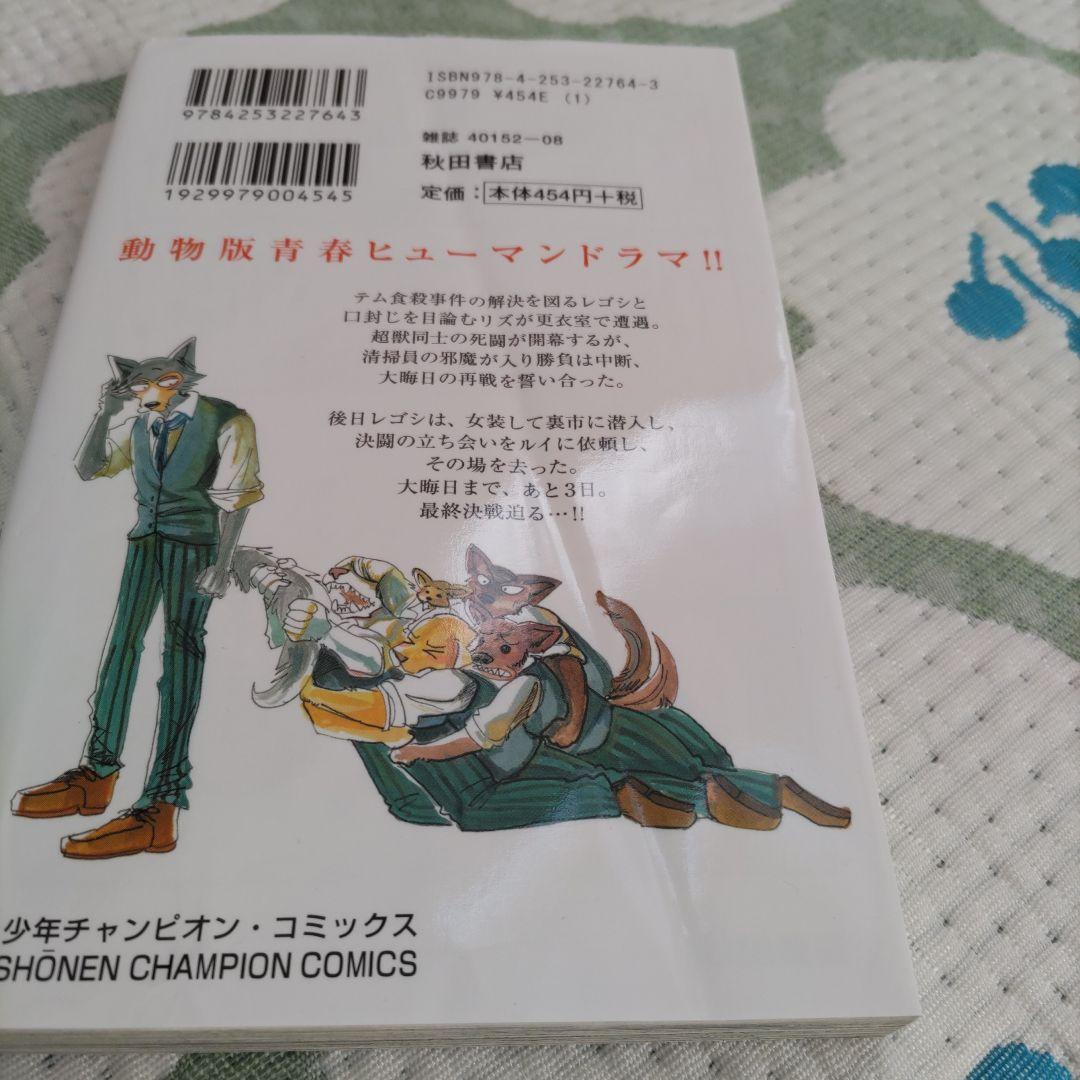 9784253227643
1929979004545
ISBN978-4-253-22764-3
C9979 ¥454E (1)
雑誌 40152-08
秋田書店
定価：本体454円+税
動物版青春ヒューマンドラマ!!
テム食殺事件の解決を図るレゴシと
口封じを目論むリズが更衣室で遭遇。
超獣同士の死闘が開幕するが、
清掃員の邪魔が入り勝負は中断、
大晦日の再戦を誓い合った。
後日レゴシは、女装して裏市に潜入し、
決闘の立ち会いをルイに依頼し、
その場を去った。
大晦日まで、あと3日。
最終決戦迫る…!!
少年チャンピオン・コミックス
SHŌNEN CHAMPION COMICS